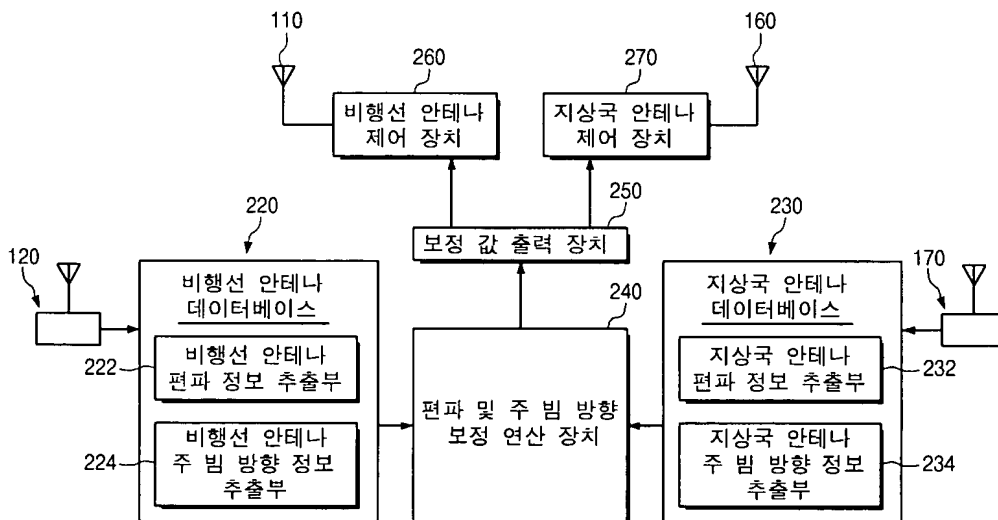 110
160
260
270
비행선 안테나
제어 장치
지상국 안테나
제어 장치
250
220
보정 값 출력 장치
230
120
170
비행선 안테나
데이터베이스
240
지상국 안테나
데이터베이스
222
비행선 안테나
편파 정보 추출부
편파 및 주 빔 방향
보정 연산 장치
지상국 안테나
편파 정보 추출부
232
224
비행선 안테나
주 빔 방향 정보
추출부
지상국 안테나
주 빔 방향 정보
추출부
234